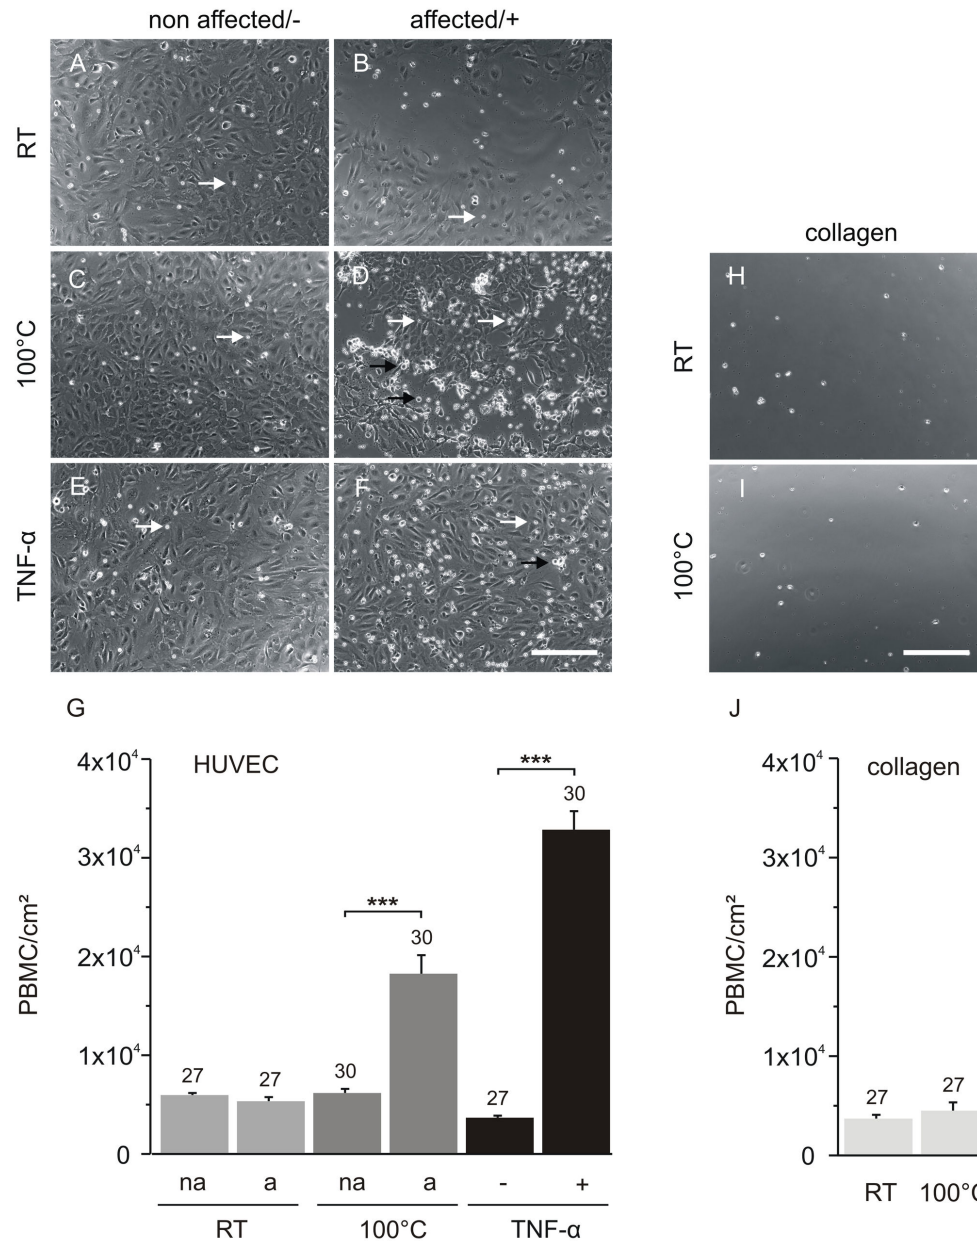 non affected/- affected/+
RT
A
B
100°C
C
D
TNF-α
E
F
collagen
RT
H
100°C
I
G
HUVEC
PBMC/cm²
4x10⁴
3x10⁴
2x10⁴
1x10⁴
0
27
27
30
***
30
27
***
30
na a na a - +
RT 100°C TNF-α
J
collagen
PBMC/cm²
4x10⁴
3x10⁴
2x10⁴
1x10⁴
0
27
27
RT 100°C